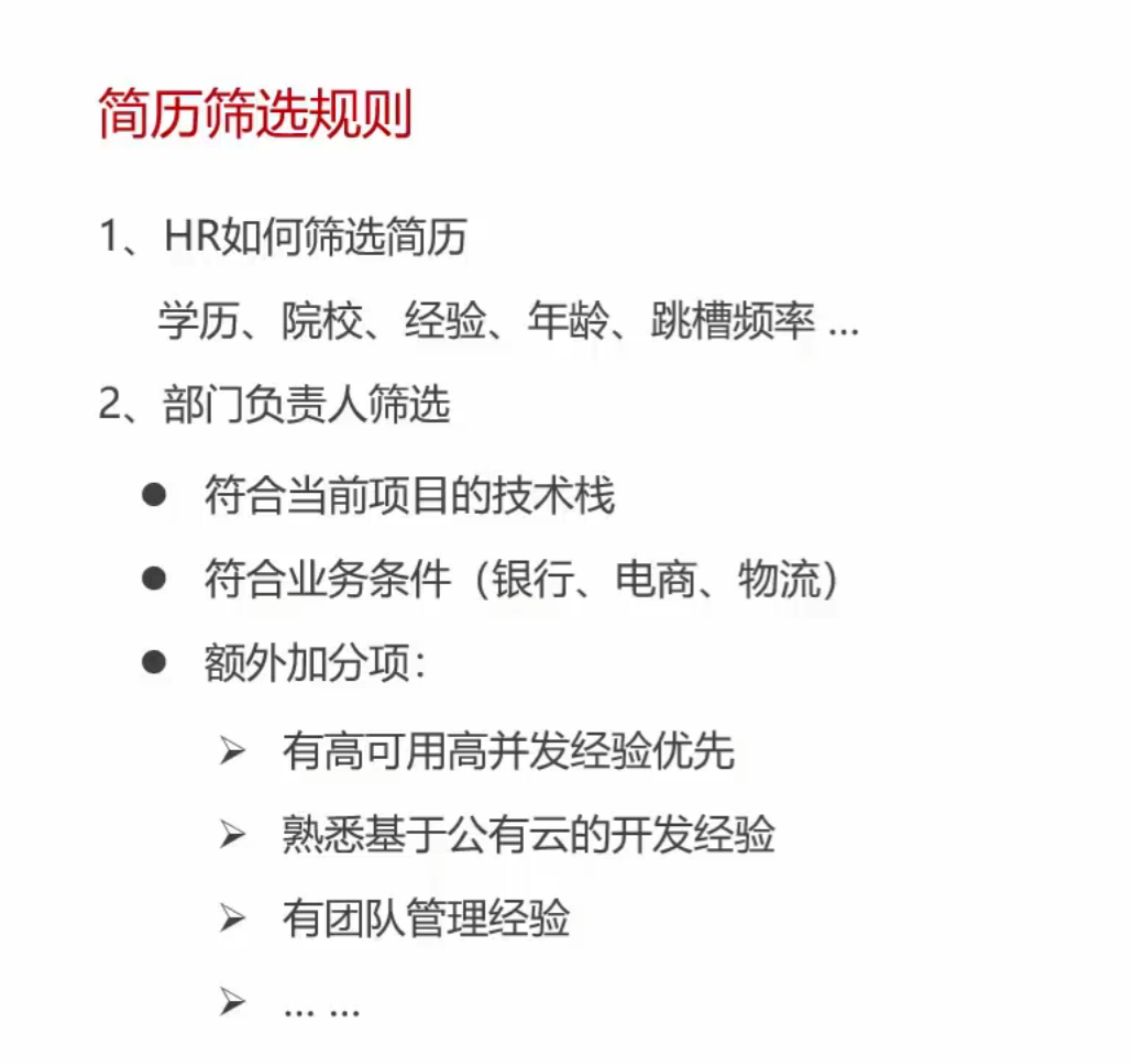 简历筛选规则
1、HR如何筛选简历
学历、院校、经验、年龄、跳槽频率 ...
2、部门负责人筛选
● 符合当前项目的技术栈
● 符合业务条件（银行、电商、物流）
● 额外加分项：
➢ 有高可用高并发经验优先
➢ 熟悉基于公有云的开发经验
➢ 有团队管理经验
➢ ... ...